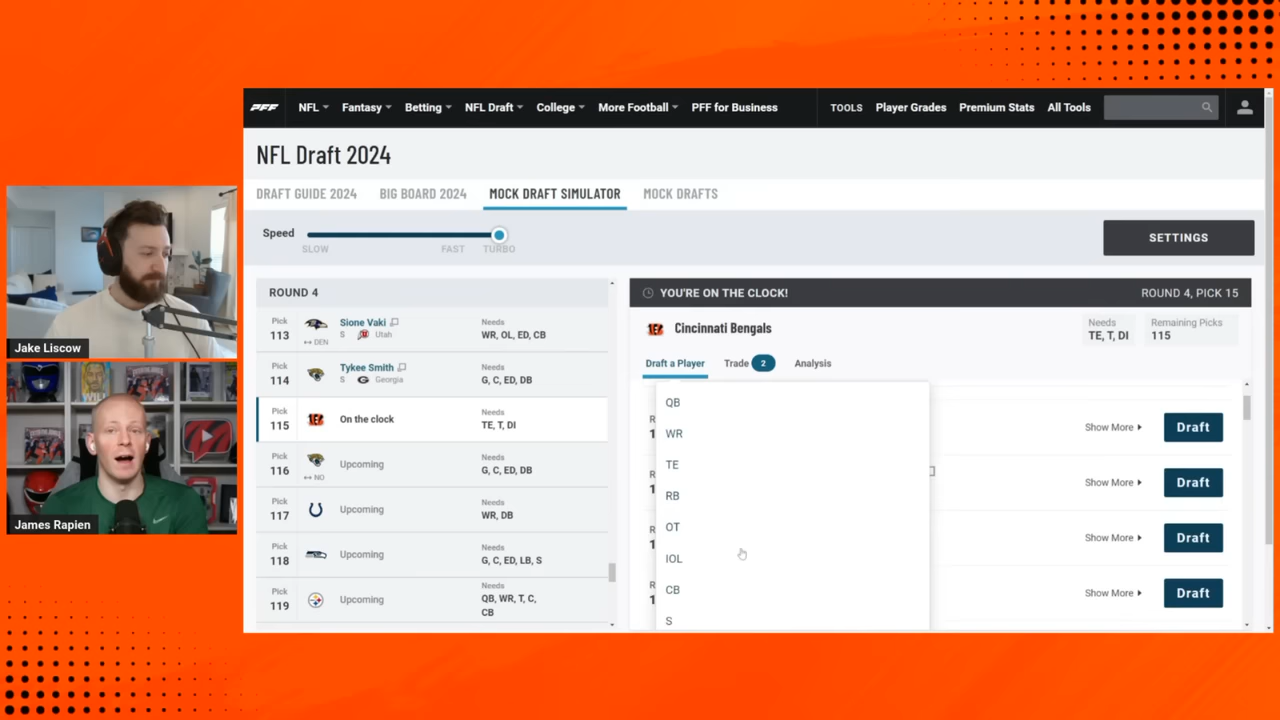 PFF
NFL
Fantasy
Betting
NFL Draft
College
More Football
PFF for Business
TOOLS
Player Grades
Premium Stats
All Tools
NFL Draft 2024
DRAFT GUIDE 2024
BIG BOARD 2024
MOCK DRAFT SIMULATOR
MOCK DRAFTS
Speed
SLOW
FAST
TURBO
SETTINGS
Jake Liscow
James Rapien
ROUND 4
Pick
113
↔ DEN
Sione Vaki
S
Utah
Needs
WR, OL, ED, CB
Pick
114
Tykee Smith
S
Georgia
Needs
G, C, ED, DB
Pick
115
On the clock
Needs
TE, T, DI
Pick
116
↔ NO
Upcoming
Needs
G, C, ED, DB
Pick
117
Upcoming
Needs
WR, DB
Pick
118
Upcoming
Needs
G, C, ED, LB, S
Pick
119
Upcoming
Needs
QB, WR, T, C,
CB
YOU'RE ON THE CLOCK!
ROUND 4, PICK 15
Cincinnati Bengals
Needs
TE, T, DI
Remaining Picks
115
Draft a Player
Trade 2
Analysis
QB
WR
TE
RB
OT
IOL
CB
S
Show More
Draft
Show More
Draft
Show More
Draft
Show More
Draft